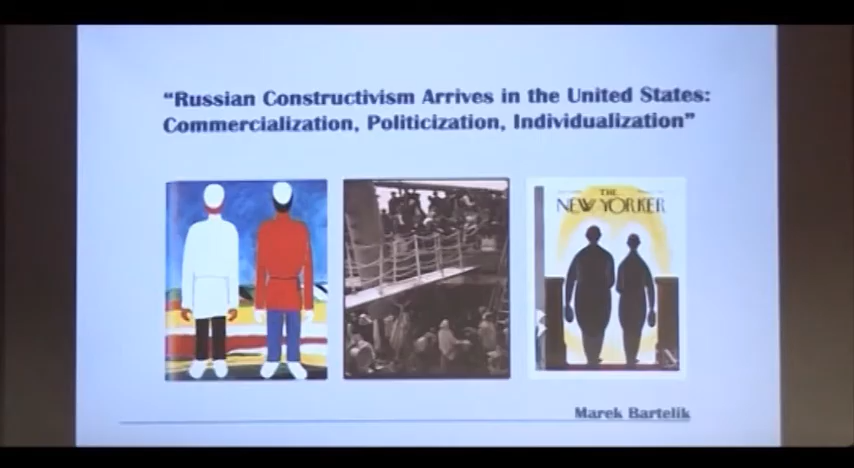 “Russian Constructivism Arrives in the United States:
Commercialization, Politicization, Individualization”
THE
NEW YORKER
Marek Bartelik